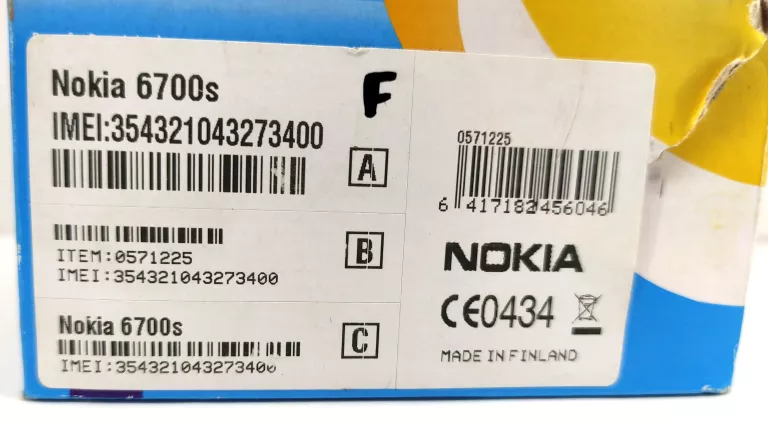 Nokia 6700s
F
IMEI:354321043273400
A
ITEM:0571225
IMEI:354321043273400
B
Nokia 6700s
IMEI:354321043273400
C
0571225
6 417182 456046
NOKIA
CE0434
MADE IN FINLAND